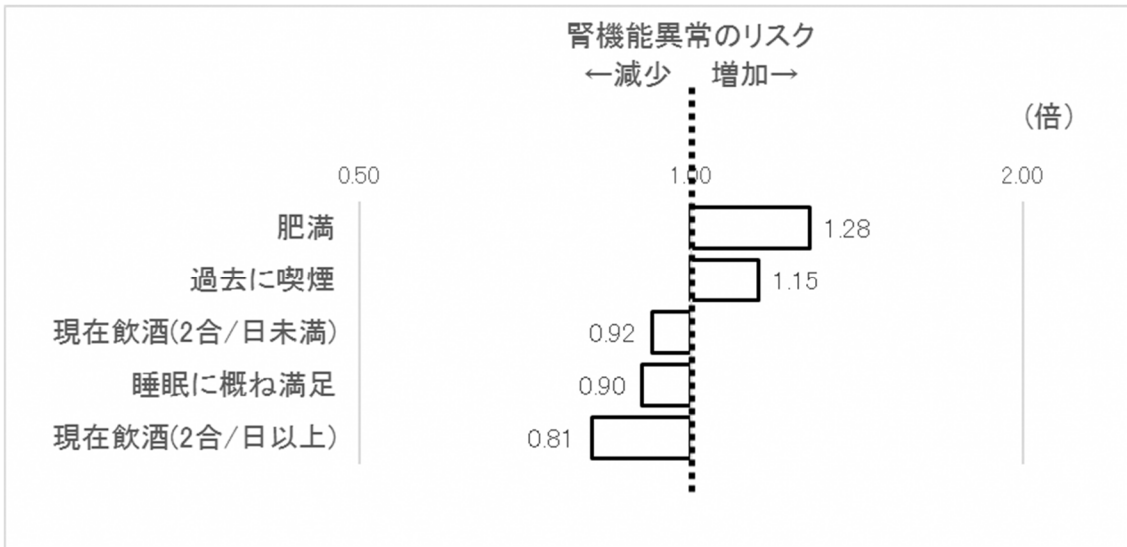 腎機能異常のリスク
←減少 増加→
(倍)
0.50 1.00 2.00
肥満 1.28
過去に喫煙 1.15
現在飲酒(2合/日未満) 0.92
睡眠に概ね満足 0.90
現在飲酒(2合/日以上) 0.81